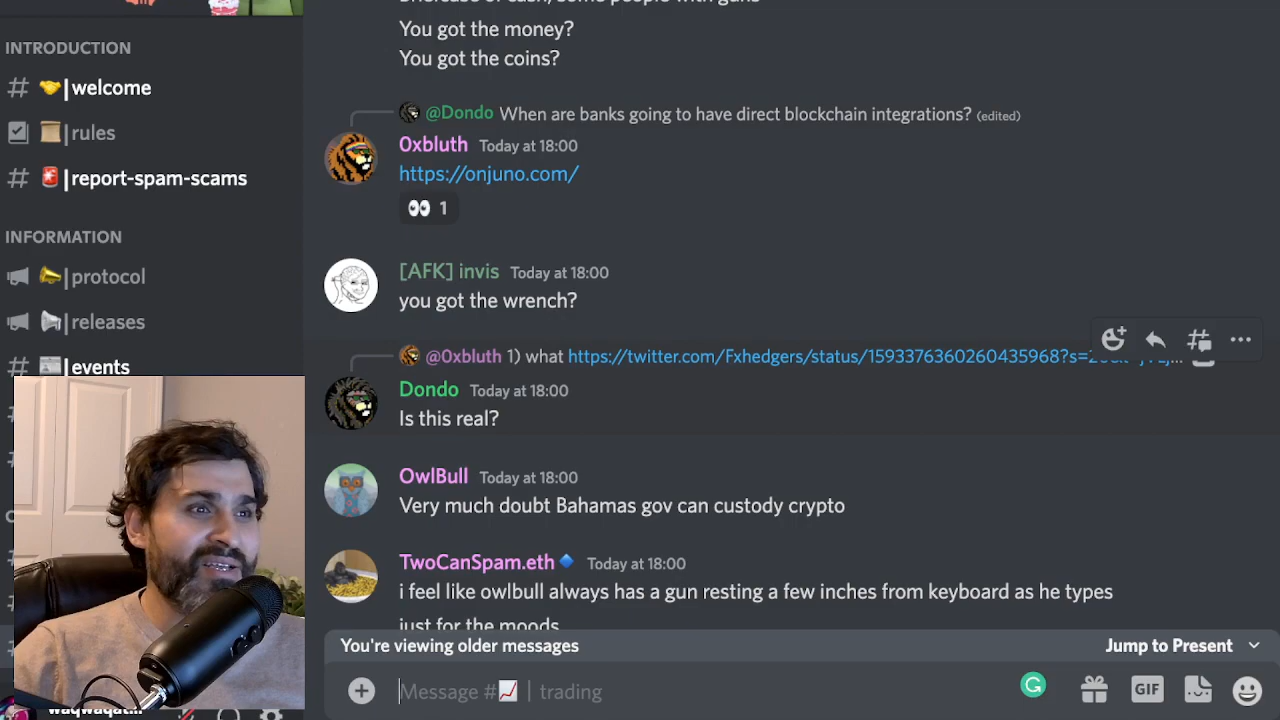 You got the money?
You got the coins?
INTRODUCTION
# | welcome
| rules
# | report-spam-scams
INFORMATION
| protocol
| releases
# | events
@Dondo When are banks going to have direct blockchain integrations? (edited)
0xbluth Today at 18:00
https://onjuno.com/
1
[AFK] invis Today at 18:00
you got the wrench?
@0xbluth 1) what https://twitter.com/Fxhedgers/status/1593376360260435968?s=
Dondo Today at 18:00
Is this real?
OwlBull Today at 18:00
Very much doubt Bahamas gov can custody crypto
TwoCanSpam.eth Today at 18:00
i feel like owlbull always has a gun resting a few inches from keyboard as he types
just for the moods
You're viewing older messages
Jump to Present
Message # | trading
GIF